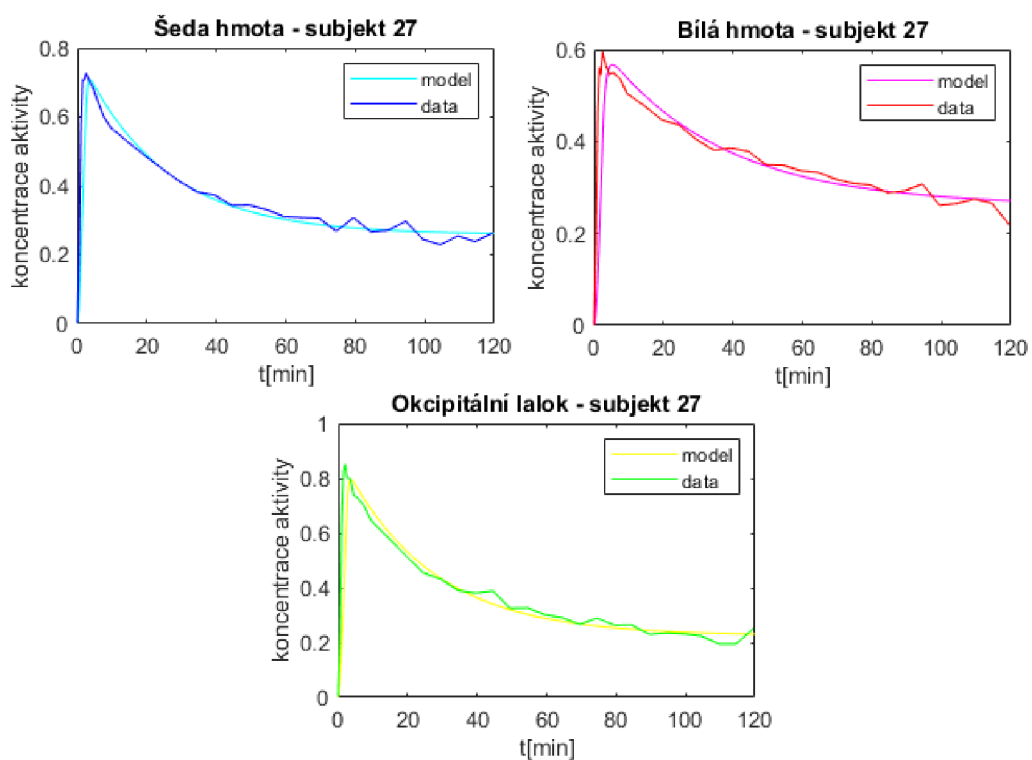 Šeda hmota - subjekt 27
0.8
0.6
0.4
0.2
0
koncentrace aktivity
model
data
0 20 40 60 80 100 120
t[min]
Bílá hmota - subjekt 27
0.6
0.4
0.2
0
koncentrace aktivity
model
data
0 20 40 60 80 100 120
t[min]
Okcipitální lalok - subjekt 27
1
0.8
0.6
0.4
0.2
0
koncentrace aktivity
model
data
0 20 40 60 80 100 120
t[min]